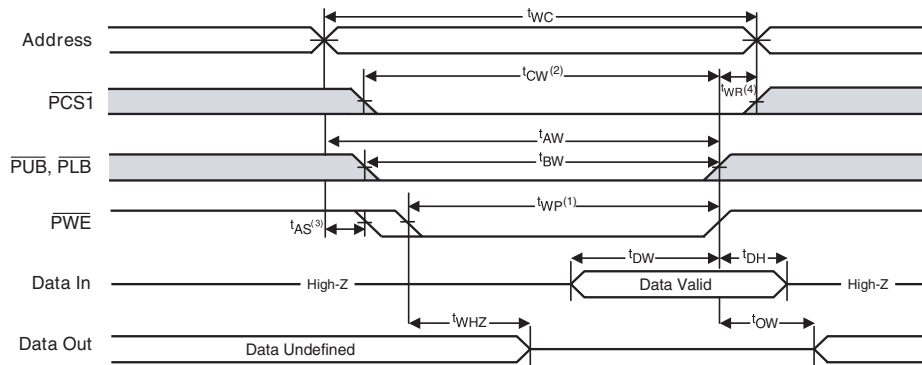 tWC
Address
tCW(2)
PCS1
tWR(4)
tAW
PUB, PLB
tBW
PWE
tWP(1)
tAS(3)
tDW
tDH
Data In
High-Z
Data Valid
High-Z
tWHZ
tOW
Data Out
Data Undefined